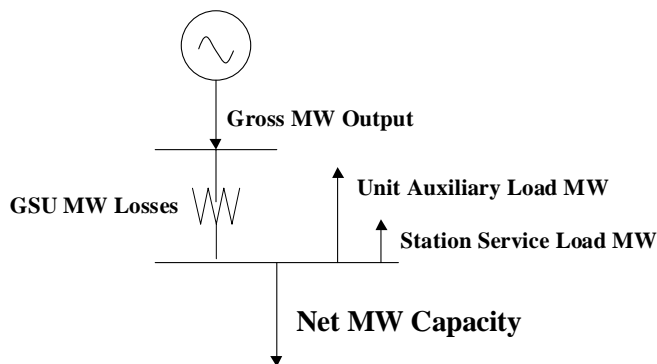 Gross MW Output
Unit Auxiliary Load MW
GSU MW Losses
Station Service Load MW
Net MW Capacity